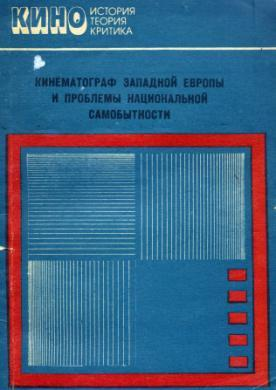 КИНО
ИСТОРИЯ
ТЕОРИЯ
КРИТИКА
КИНЕМАТОГРАФ ЗАПАДНОЙ ЕВРОПЫ
И ПРОБЛЕМЫ НАЦИОНАЛЬНОЙ
САМОБЫТНОСТИ